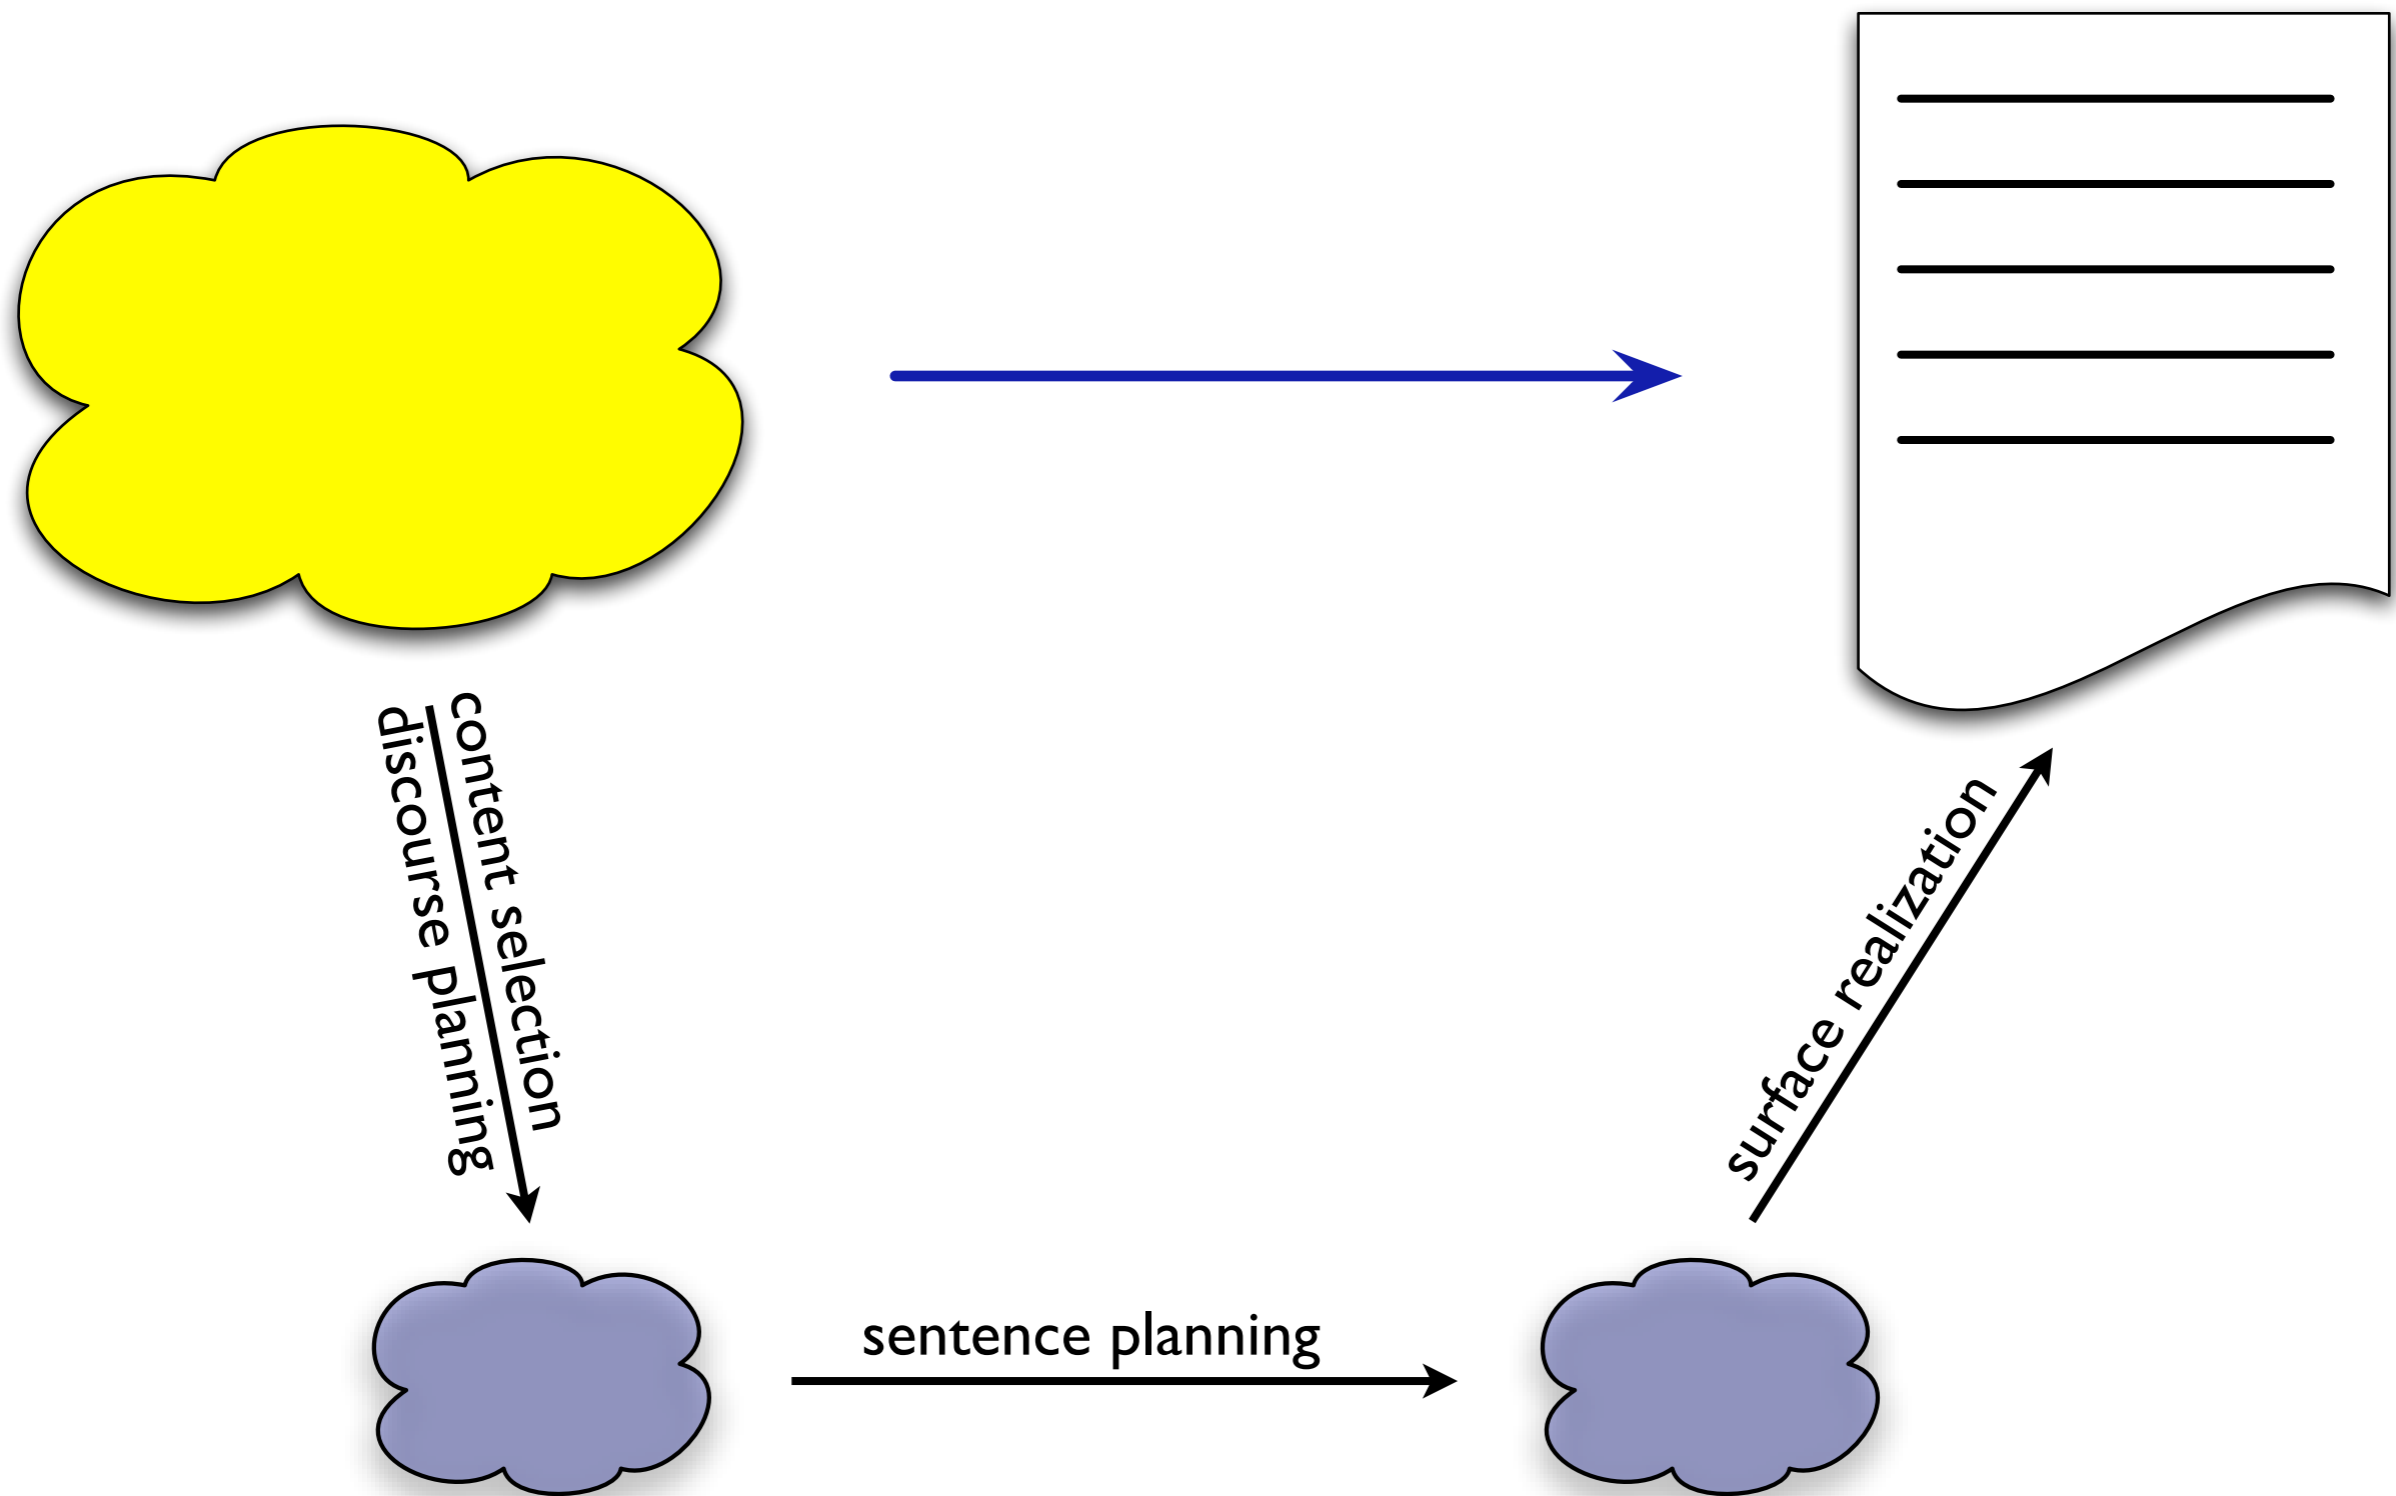 content selection
discourse planning
sentence planning
surface realization